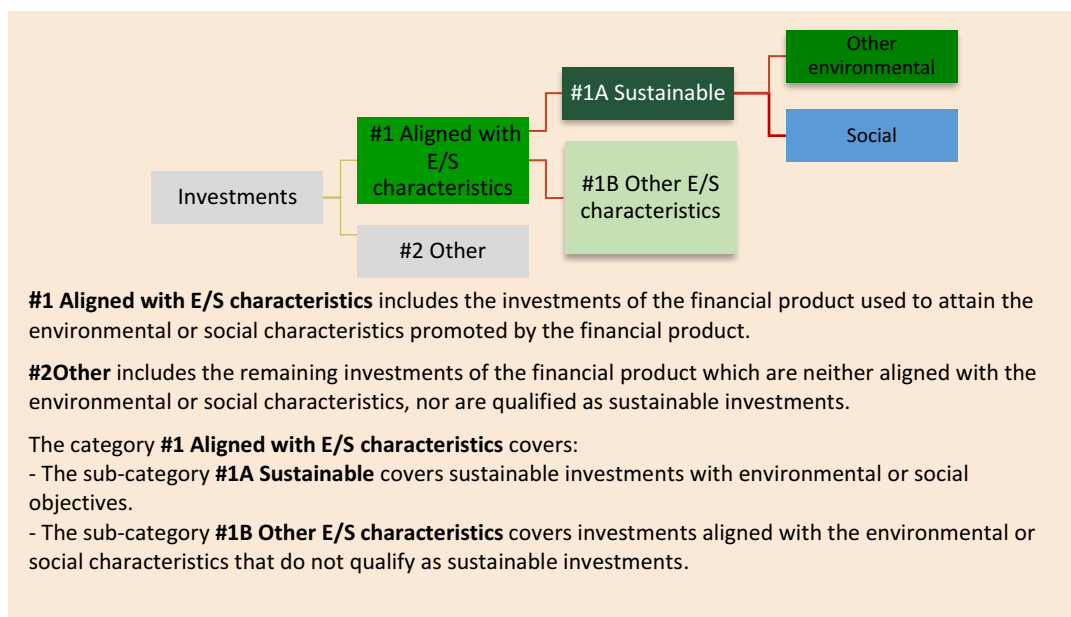 Other
environmental
#1A Sustainable
#1 Aligned with
E/S
characteristics
Social
#1B Other E/S
characteristics
Investments
#2 Other
#1 Aligned with E/S characteristics includes the investments of the financial product used to attain the
environmental or social characteristics promoted by the financial product.
#2Other includes the remaining investments of the financial product which are neither aligned with the
environmental or social characteristics, nor are qualified as sustainable investments.
The category #1 Aligned with E/S characteristics covers:
- The sub-category #1A Sustainable covers sustainable investments with environmental or social
objectives.
- The sub-category #1B Other E/S characteristics covers investments aligned with the environmental or
social characteristics that do not qualify as sustainable investments.